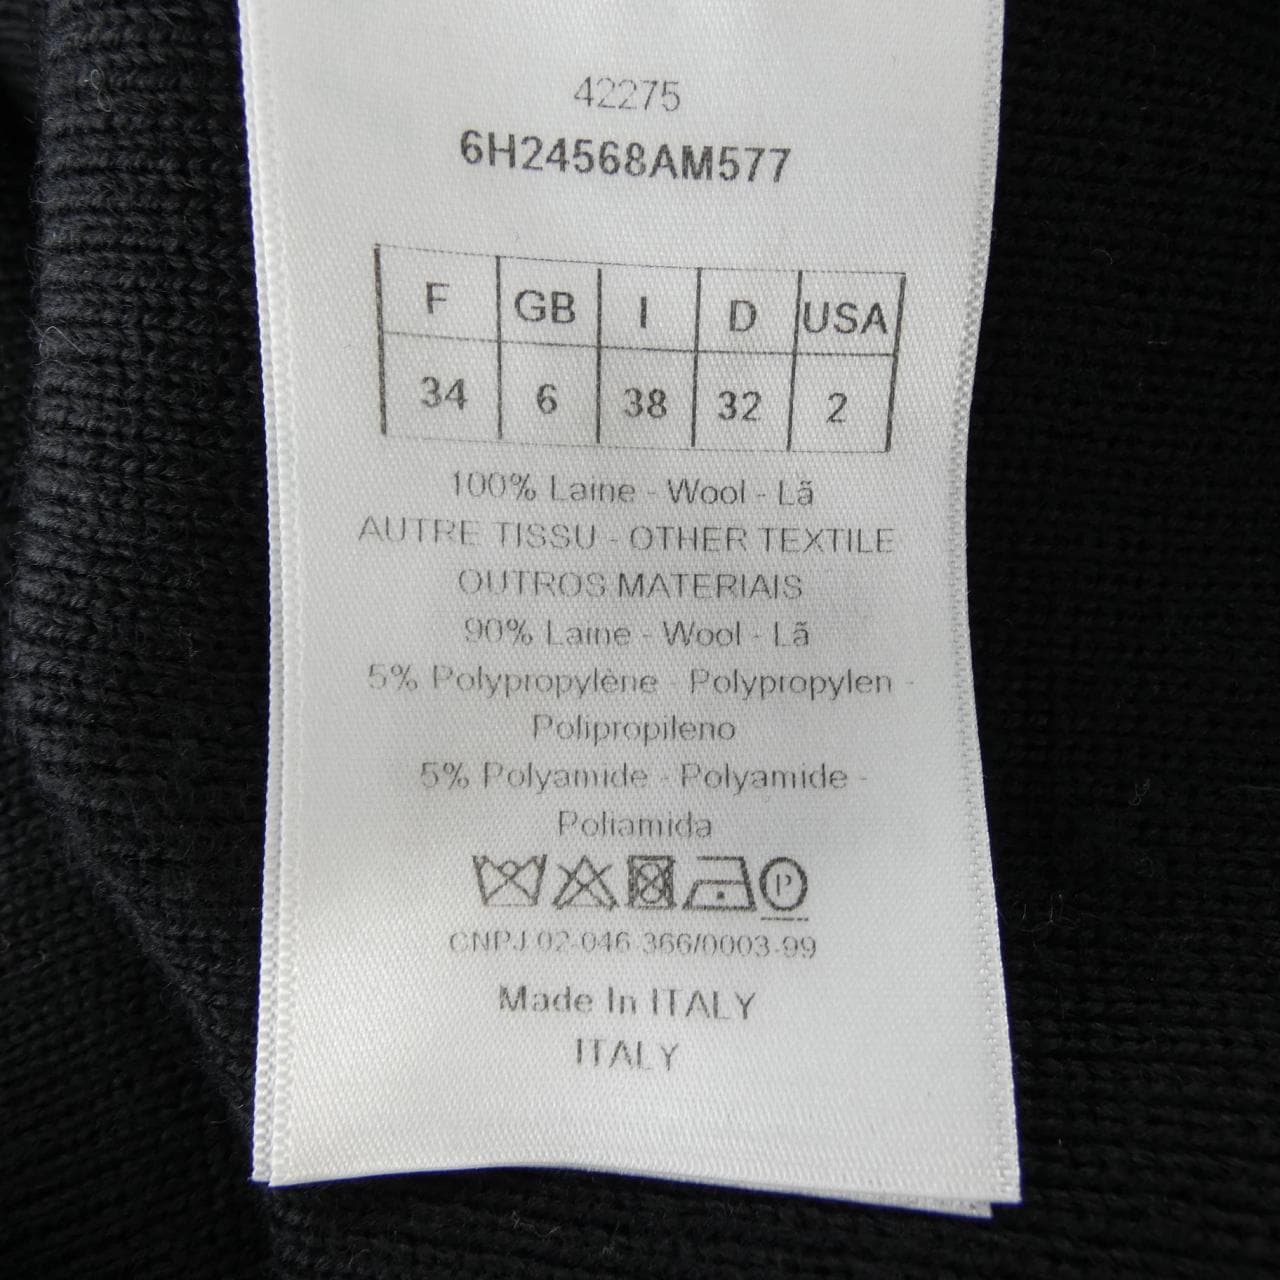 42275
6H24568AM577
F GB I D USA
34 6 38 32 2
100% Laine - Wool - Lã
AUTRE TISSU - OTHER TEXTILE
OUTROS MATERIAIS
90% Laine - Wool - Lã
5% Polypropylène - Polypropylen -
Polipropileno
5% Polyamide - Polyamide -
Poliamida
P
CNPJ 02-046 366/0003-99
Made In ITALY
ITALY